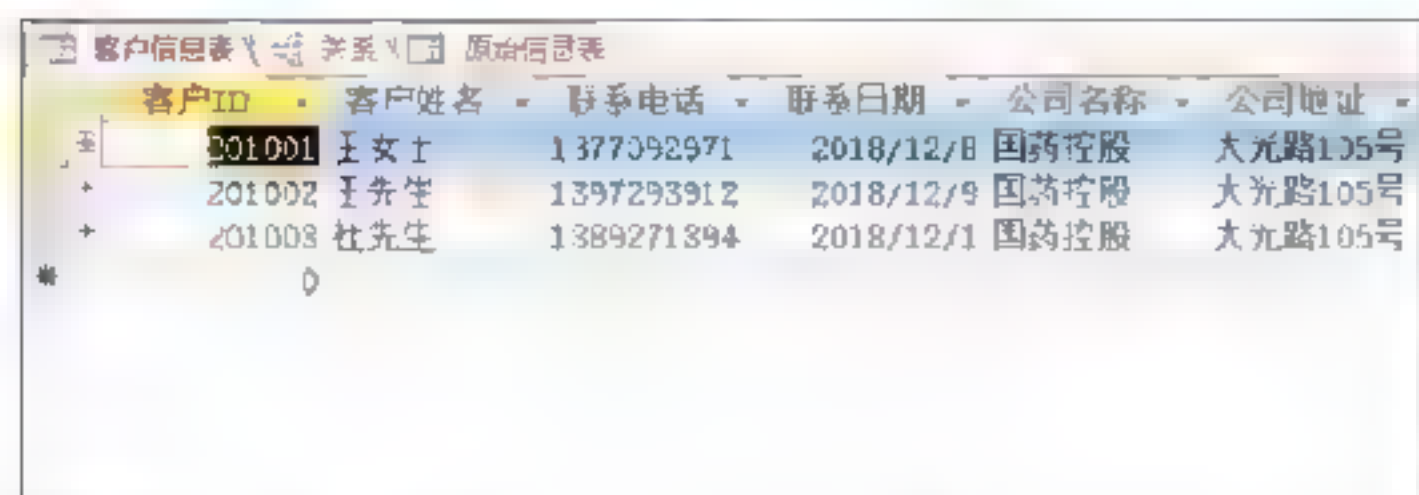 客户信息表 关系 原始信息表
客户ID 客户姓名 联系电话 联系日期 公司名称 公司地址
201001 王女士 1377092971 2018/12/8 国药控股 大光路105号
201002 王先生 1397293912 2018/12/9 国药控股 大光路105号
201003 杜先生 1389271394 2018/12/1 国药控股 大光路105号
0